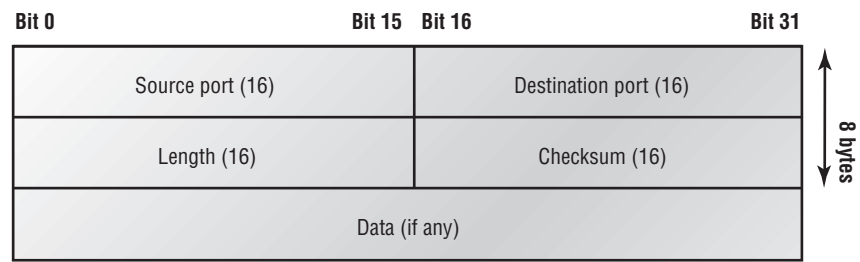 Bit 0 Bit 15 Bit 16 Bit 31
Source port (16) Destination port (16)
Length (16) Checksum (16)
Data (if any)
8 bytes